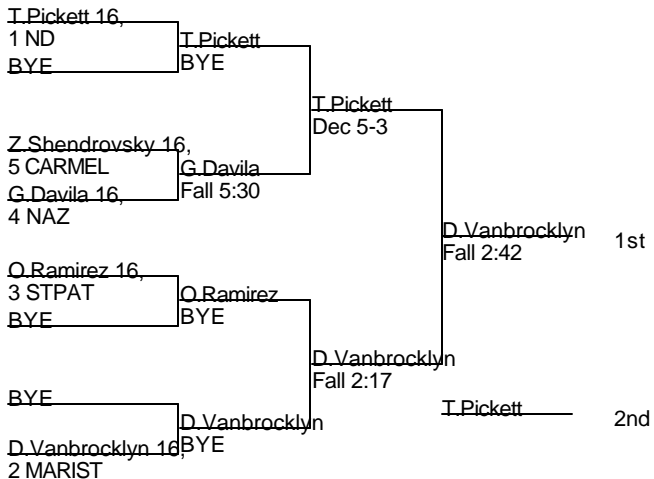 T.Pickett 16,
1 ND
BYE
T.Pickett
BYE
Z.Shendrovsky 16,
5 CARMEL
G.Davila 16,
4 NAZ
G.Davila
Fall 5:30
T.Pickett
Dec 5-3
O.Ramirez 16,
3 STPAT
BYE
O.Ramirez
BYE
BYE
D.Vanbrocklyn 16,
2 MARIST
D.Vanbrocklyn
BYE
D.Vanbrocklyn
Fall 2:17
D.Vanbrocklyn
Fall 2:42
1st
T.Pickett
2nd